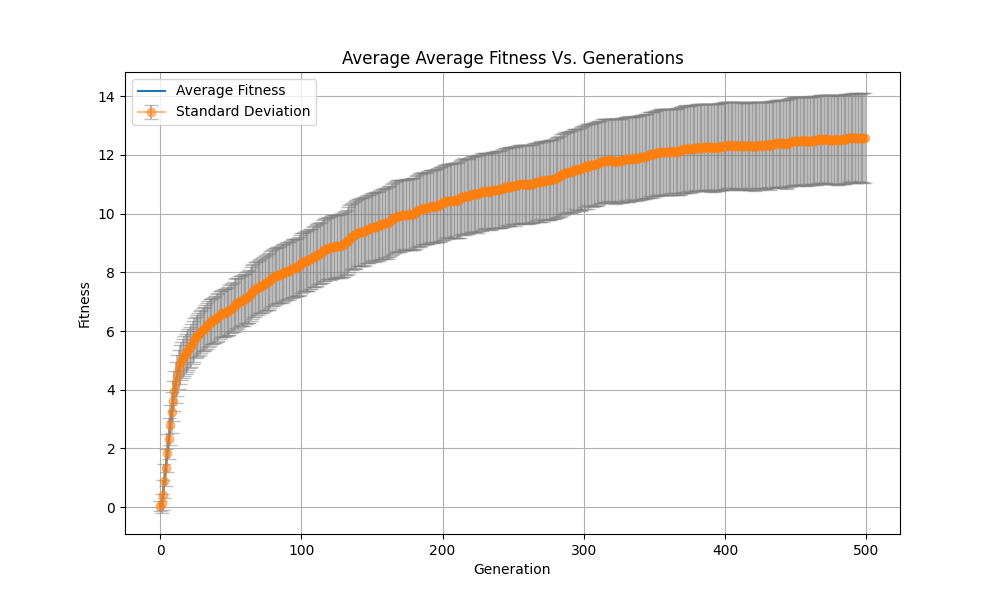 Average Average Fitness Vs. Generations
Average Fitness
Standard Deviation
14
12
10
8
6
4
2
0
Fitness
0 100 200 300 400 500
Generation